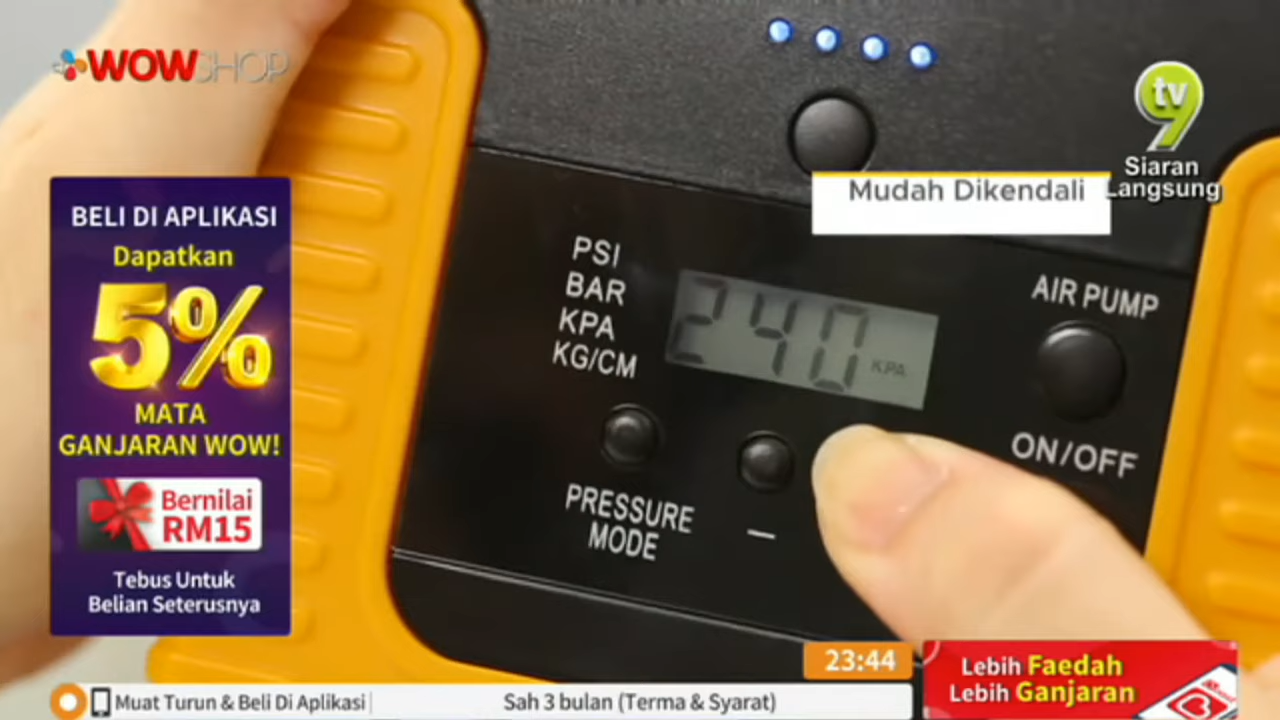 WOWSHOP
tv
9
Siaran
Langsung
Mudah Dikendali
BELI DI APLIKASI
Dapatkan
5%
MATA
GANJARAN WOW!
Bernilai
RM15
Tebus Untuk
Belian Seterusnya
PSI
BAR
KPA
KG/CM
240 KPA
AIR PUMP
ON/OFF
PRESSURE
MODE
−
23:44
Lebih Faedah
Lebih Ganjaran
Muat Turun & Beli Di Aplikasi
Sah 3 bulan (Terma & Syarat)